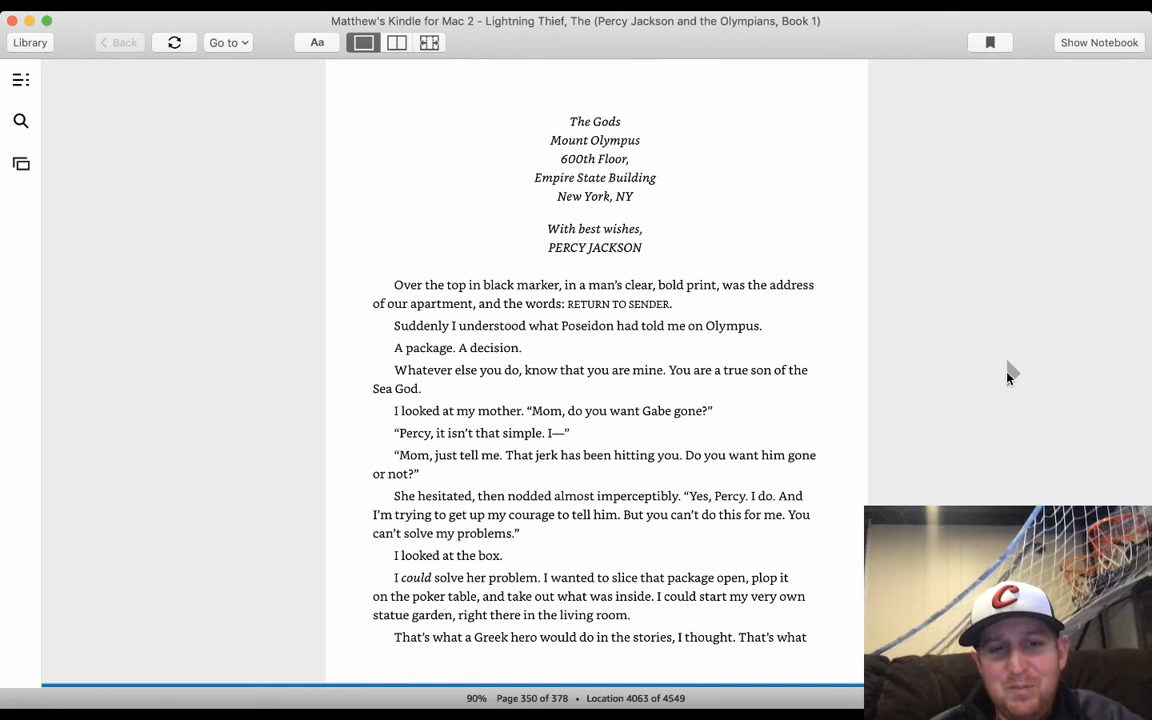 Matthew's Kindle for Mac 2 - Lightning Thief, The (Percy Jackson and the Olympians, Book 1)
Library
Back
Go to
Aa
Show Notebook
The Gods
Mount Olympus
600th Floor,
Empire State Building
New York, NY
With best wishes,
PERCY JACKSON
Over the top in black marker, in a man’s clear, bold print, was the address
of our apartment, and the words: RETURN TO SENDER.
Suddenly I understood what Poseidon had told me on Olympus.
A package. A decision.
Whatever else you do, know that you are mine. You are a true son of the
Sea God.
I looked at my mother. “Mom, do you want Gabe gone?”
“Percy, it isn’t that simple. I—”
“Mom, just tell me. That jerk has been hitting you. Do you want him gone
or not?”
She hesitated, then nodded almost imperceptibly. “Yes, Percy. I do. And
I’m trying to get up my courage to tell him. But you can’t do this for me. You
can’t solve my problems.”
I looked at the box.
I could solve her problem. I wanted to slice that package open, plop it
on the poker table, and take out what was inside. I could start my very own
statue garden, right there in the living room.
That’s what a Greek hero would do in the stories, I thought. That’s what
C
90% Page 350 of 378 • Location 4063 of 4549